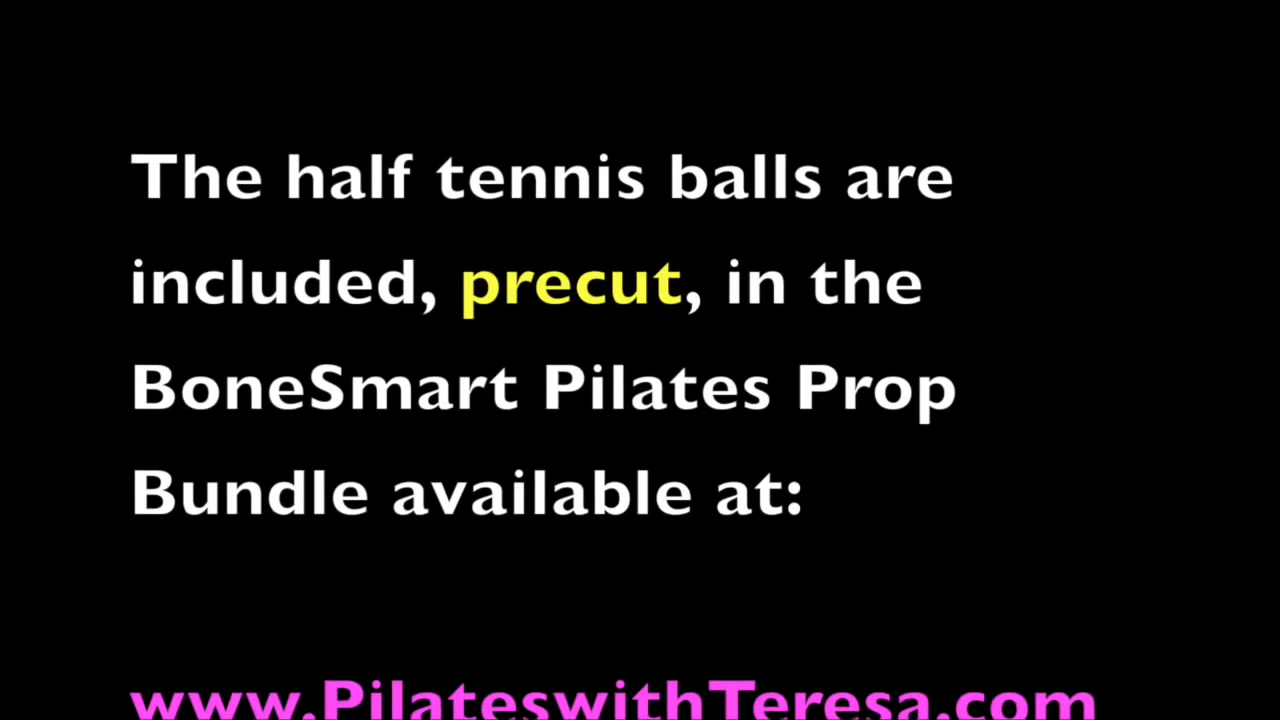 The half tennis balls are
included, precut, in the
BoneSmart Pilates Prop
Bundle available at:
www.PilateswithTeresa.com